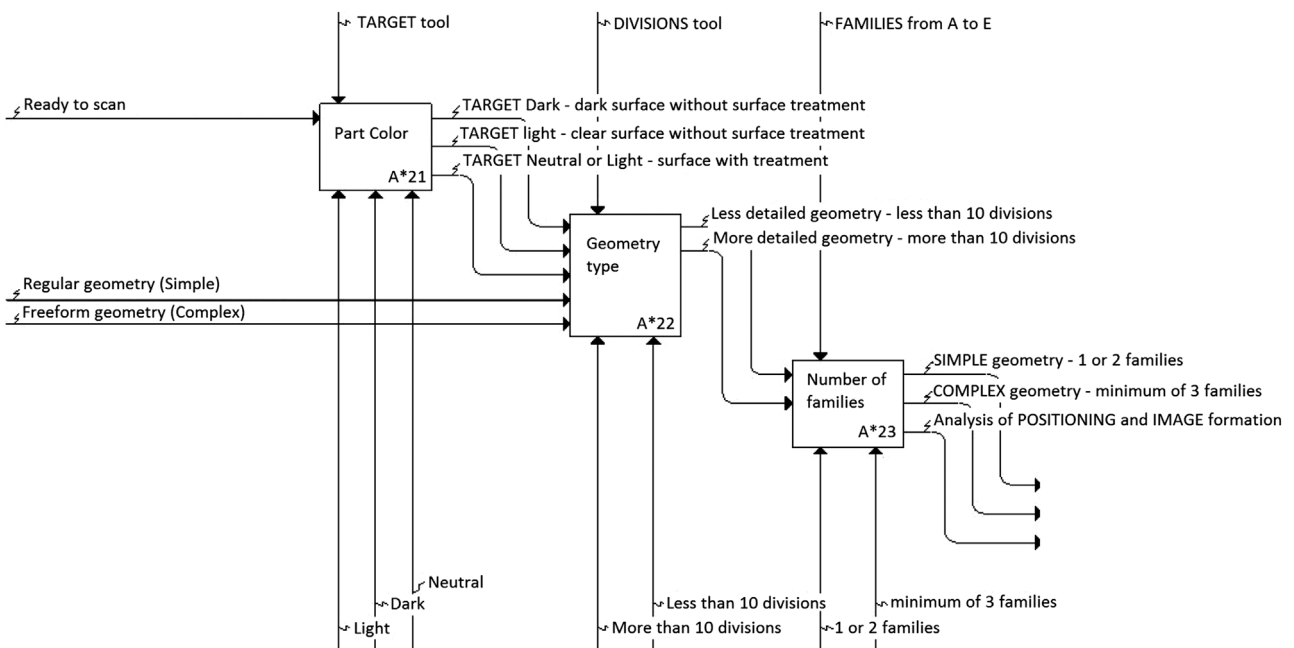 TARGET tool
DIVISIONS tool
FAMILIES from A to E
Ready to scan
TARGET Dark - dark surface without surface treatment
Part Color
TARGET light - clear surface without surface treatment
TARGET Neutral or Light - surface with treatment
A*21
Less detailed geometry - less than 10 divisions
More detailed geometry - more than 10 divisions
Geometry
type
Regular geometry (Simple)
Freeform geometry (Complex)
A*22
SIMPLE geometry - 1 or 2 families
Number of
families
COMPLEX geometry - minimum of 3 families
Analysis of POSITIONING and IMAGE formation
A*23
Neutral
Dark
Less than 10 divisions
minimum of 3 families
Light
More than 10 divisions
1 or 2 families